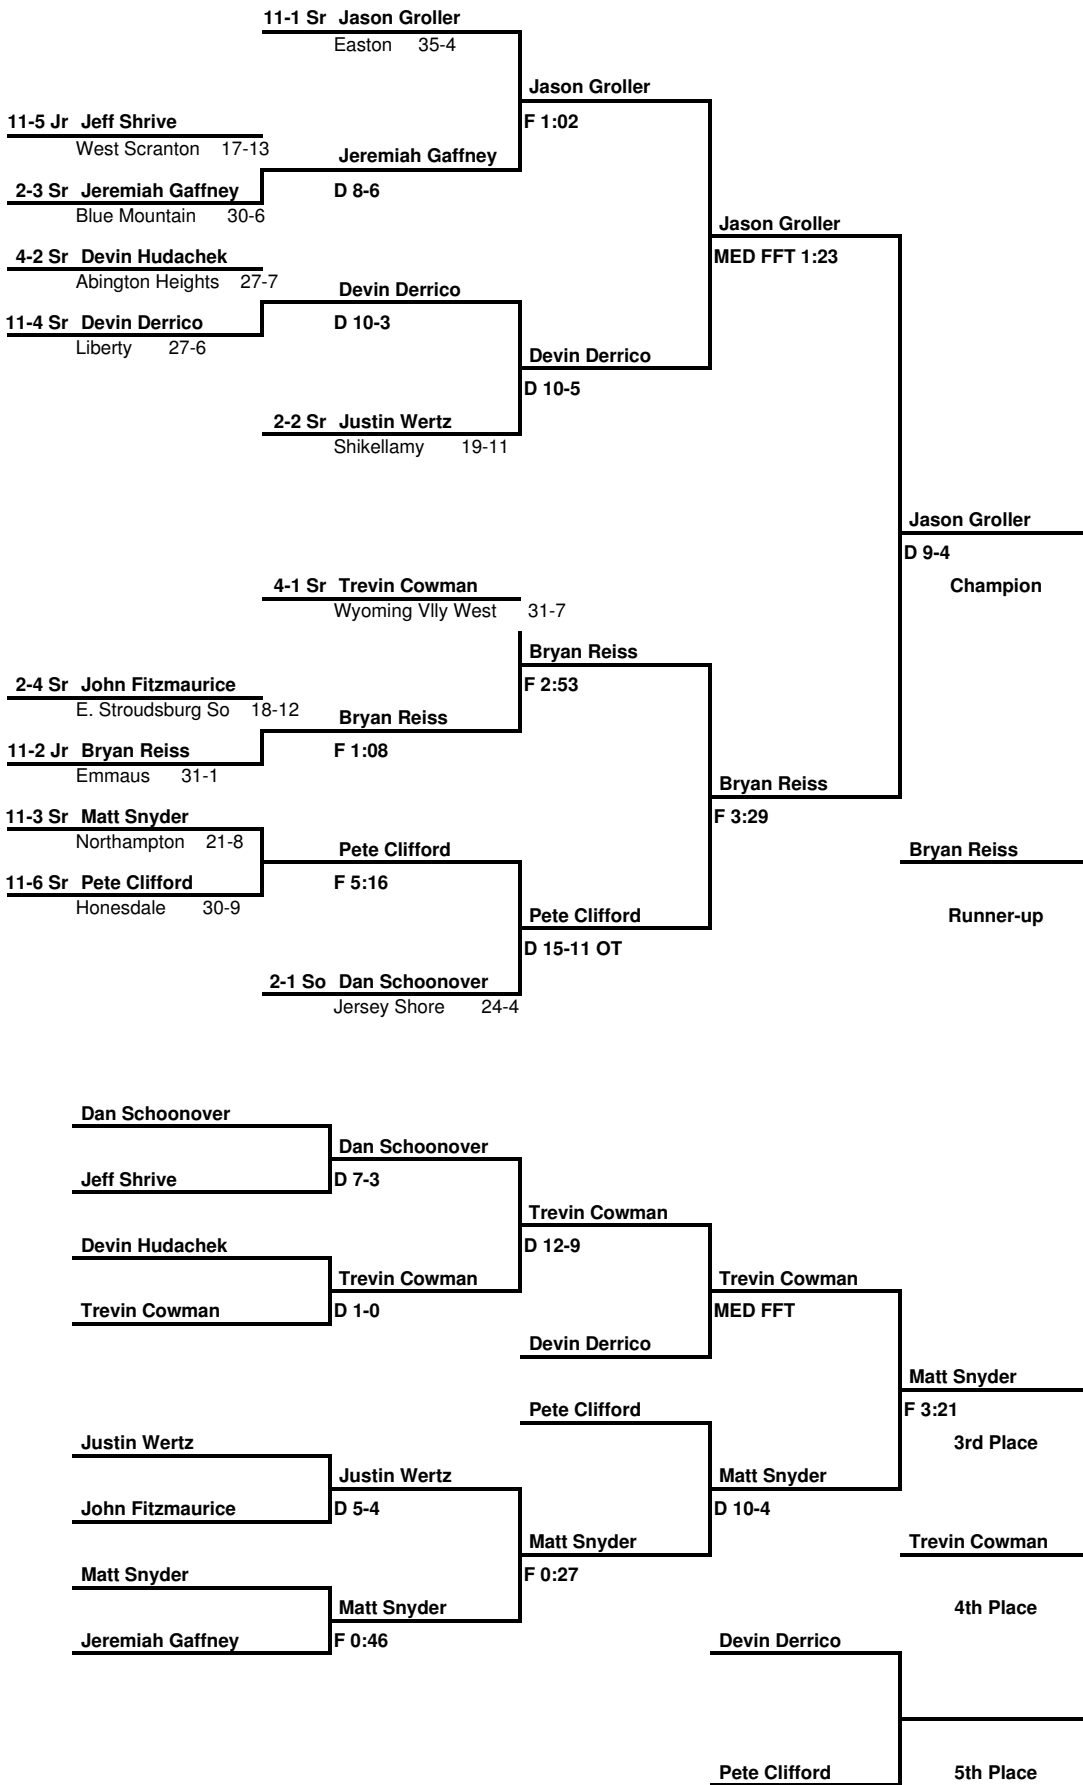 11-1 Sr Jason Groller
Easton 35-4
Jason Groller
11-5 Jr Jeff Shrive
F 1:02
West Scranton 17-13
Jeremiah Gaffney
2-3 Sr Jeremiah Gaffney
D 8-6
Blue Mountain 30-6
Jason Groller
4-2 Sr Devin Hudachek
MED FFT 1:23
Abington Heights 27-7
Devin Derrico
11-4 Sr Devin Derrico
D 10-3
Liberty 27-6
Devin Derrico
D 10-5
2-2 Sr Justin Wertz
Shikellamy 19-11
Jason Groller
D 9-4
4-1 Sr Trevin Cowman
Champion
Wyoming Vlly West 31-7
Bryan Reiss
2-4 Sr John Fitzmaurice
F 2:53
E. Stroudsburg So 18-12
Bryan Reiss
11-2 Jr Bryan Reiss
F 1:08
Emmaus 31-1
Bryan Reiss
11-3 Sr Matt Snyder
F 3:29
Northampton 21-8
Pete Clifford
Bryan Reiss
11-6 Sr Pete Clifford
F 5:16
Honesdale 30-9
Pete Clifford
Runner-up
D 15-11 OT
2-1 So Dan Schoonover
Jersey Shore 24-4
Dan Schoonover
Dan Schoonover
Jeff Shrive
D 7-3
Trevin Cowman
Devin Hudachek
D 12-9
Trevin Cowman
Trevin Cowman
Trevin Cowman
D 1-0
MED FFT
Devin Derrico
Matt Snyder
Pete Clifford
F 3:21
Justin Wertz
3rd Place
Justin Wertz
Matt Snyder
John Fitzmaurice
D 5-4
D 10-4
Matt Snyder
Trevin Cowman
Matt Snyder
F 0:27
Matt Snyder
4th Place
Jeremiah Gaffney
F 0:46
Devin Derrico
Pete Clifford
5th Place